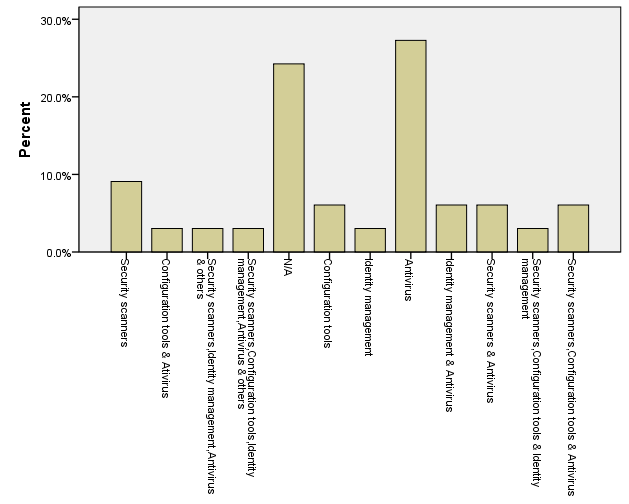 30.0%
20.0%
10.0%
0.0%
Percent
Security scanners
Configuration tools & Ativirus
Security scanners,Identity management,Antivirus
& others
Security scanners,Configuration tools,Identity
management,Antivirus & others
N/A
Configuration tools
Identity management
Antivirus
Identity management & Antivirus
Security scanners & Antivirus
Security scanners,Configuration tools & Identity
management
Security scanners,Configuration tools & Antivirus